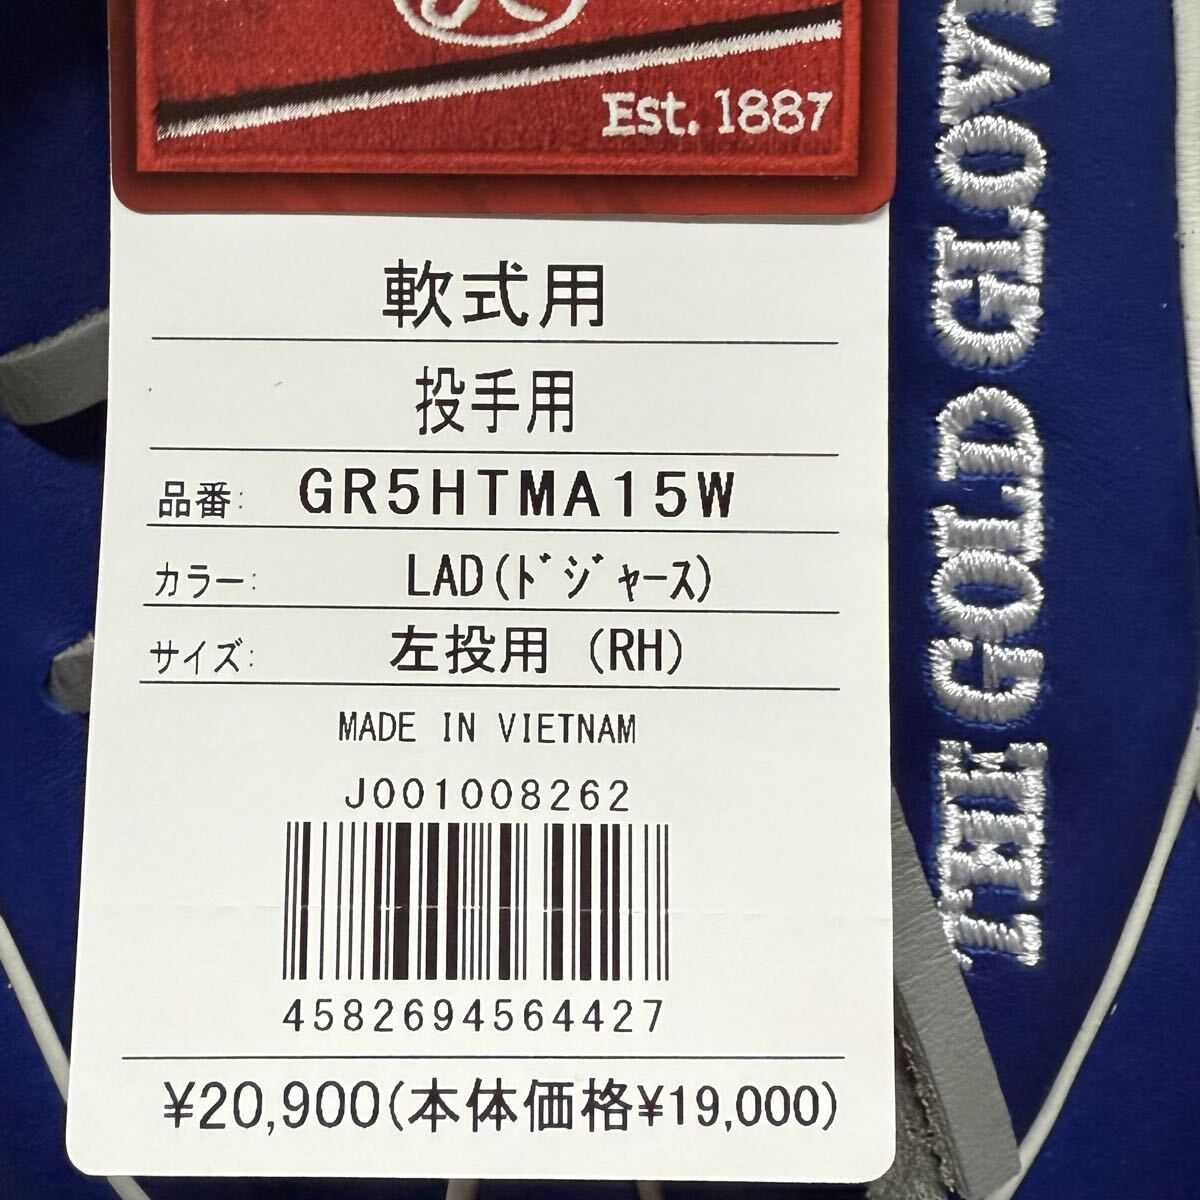 Est. 1887
軟式用
投手用
品番: GR5HTMA15W
カラー: LAD(ﾄﾞｼﾞｬｰｽ)
サイズ: 左投用 (RH)
MADE IN VIETNAM
J001008262
4582694564427
¥20,900(本体価格¥19,000)
THE GOLD GLOV